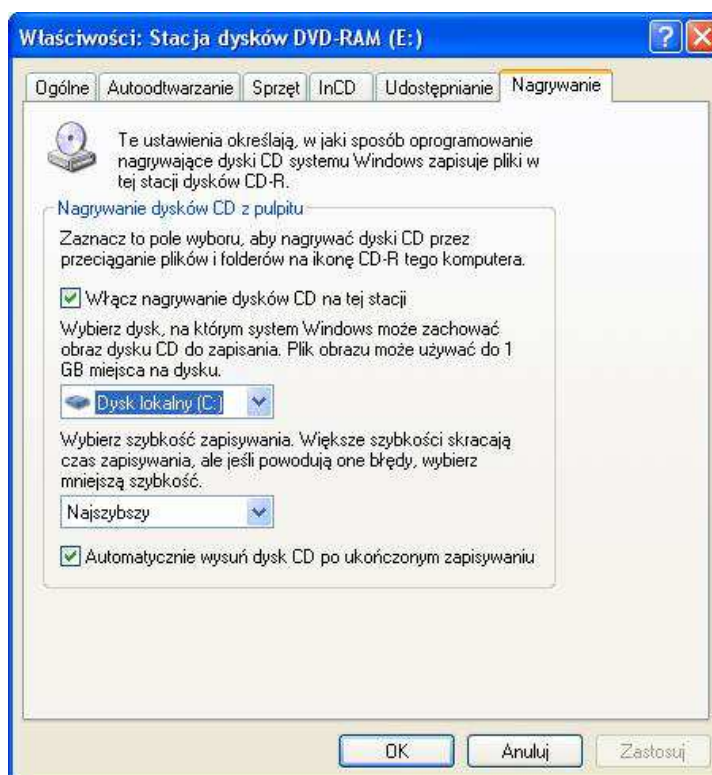 Właściwości: Stacja dysków DVD-RAM (E:)
Ogólne Autoodtwarzanie Sprzęt InCD Udostępnianie Nagrywanie
Te ustawienia określają, w jaki sposób oprogramowanie
nagrywające dyski CD systemu Windows zapisuje pliki w
tej stacji dysków CD-R.
Nagrywanie dysków CD z pulpitu
Zaznacz to pole wyboru, aby nagrywać dyski CD przez
przeciąganie plików i folderów na ikonę CD-R tego komputera.
Włącz nagrywanie dysków CD na tej stacji
Wybierz dysk, na którym system Windows może zachować
obraz dysku CD do zapisania. Plik obrazu może używać do 1
GB miejsca na dysku.
Dysk lokalny (C:)
Wybierz szybkość zapisywania. Większe szybkości skracają
czas zapisywania, ale jeśli powodują one błędy, wybierz
mniejszą szybkość.
Najszybszy
Automatycznie wysuń dysk CD po ukończonym zapisywaniu
OK Anuluj Zastosuj